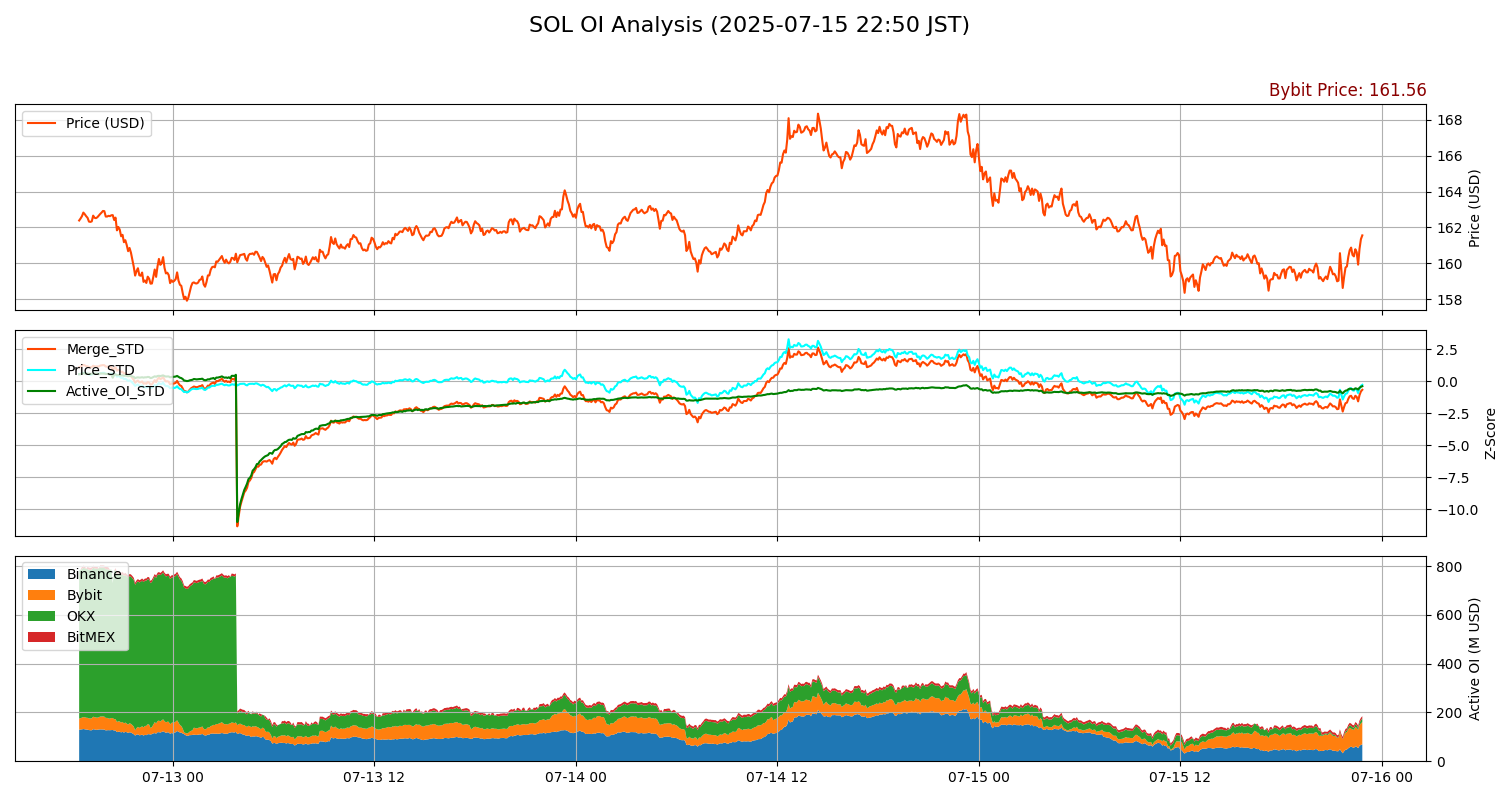 SOL OI Analysis (2025-07-15 22:50 JST)
Bybit Price: 161.56
Price (USD)
168
166
164
162
160
158
Price (USD)
Merge_STD
Price_STD
Active_OI_STD
2.5
0.0
−2.5
−5.0
−7.5
−10.0
Z-Score
Binance
Bybit
OKX
BitMEX
800
600
400
200
0
Active OI (M USD)
07-13 00
07-13 12
07-14 00
07-14 12
07-15 00
07-15 12
07-16 00